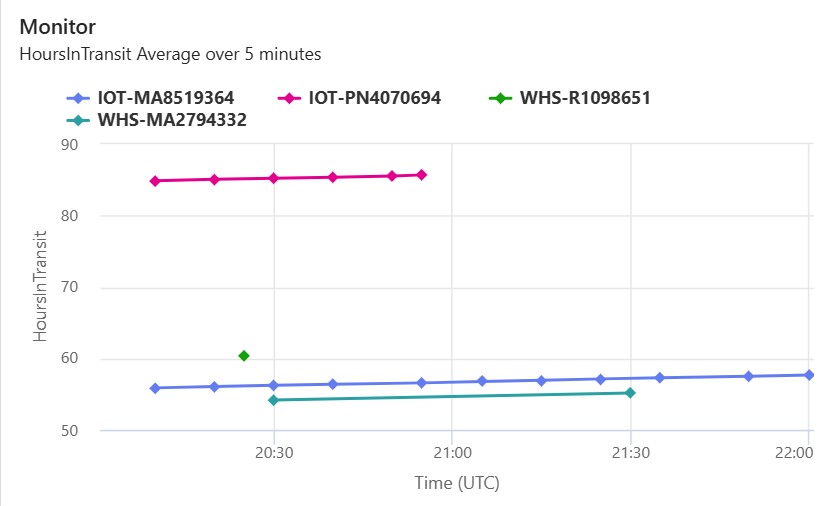 Monitor
HoursInTransit Average over 5 minutes
IOT-MA8519364 IOT-PN4070694 WHS-R1098651
WHS-MA2794332
90
80
70
60
50
HoursInTransit
20:30 21:00 21:30 22:00
Time (UTC)